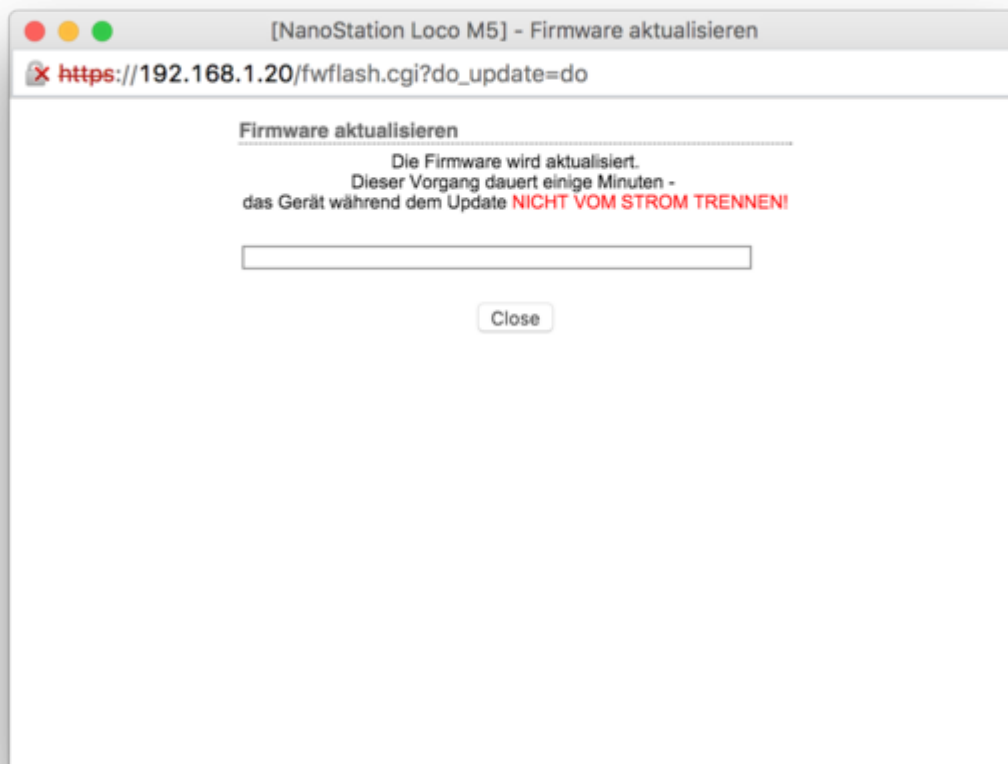 [NanoStation Loco M5] - Firmware aktualisieren
https://192.168.1.20/fwflash.cgi?do_update=do
Firmware aktualisieren
Die Firmware wird aktualisiert.
Dieser Vorgang dauert einige Minuten -
das Gerät während dem Update NICHT VOM STROM TRENNEN!
Close